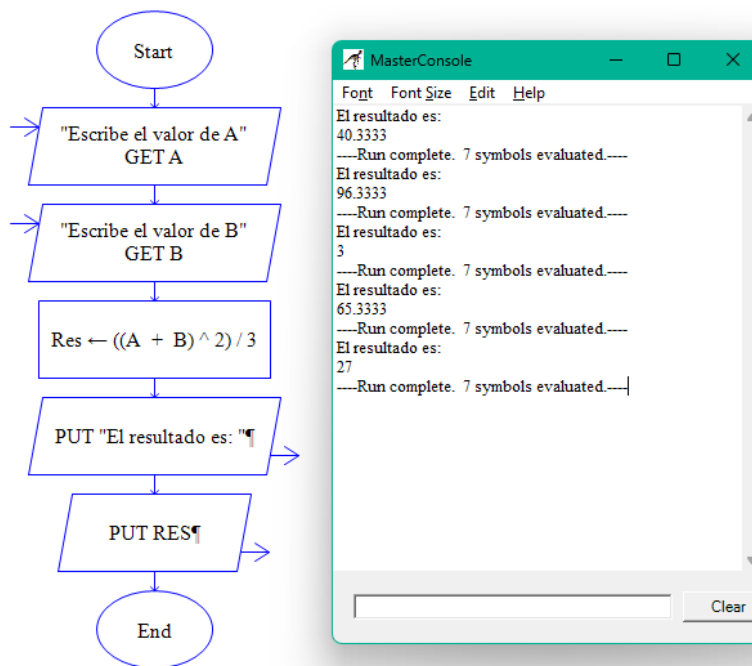 Start
"Escribe el valor de A"
GET A
"Escribe el valor de B"
GET B
Res ← ((A + B) ^ 2) / 3
PUT "El resultado es: "¶
PUT RES¶
End
MasterConsole
Font Font Size Edit Help
El resultado es:
40.3333
----Run complete. 7 symbols evaluated.----
El resultado es:
96.3333
----Run complete. 7 symbols evaluated.----
El resultado es:
3
----Run complete. 7 symbols evaluated.----
El resultado es:
65.3333
----Run complete. 7 symbols evaluated.----
El resultado es:
27
----Run complete. 7 symbols evaluated.----
Clear